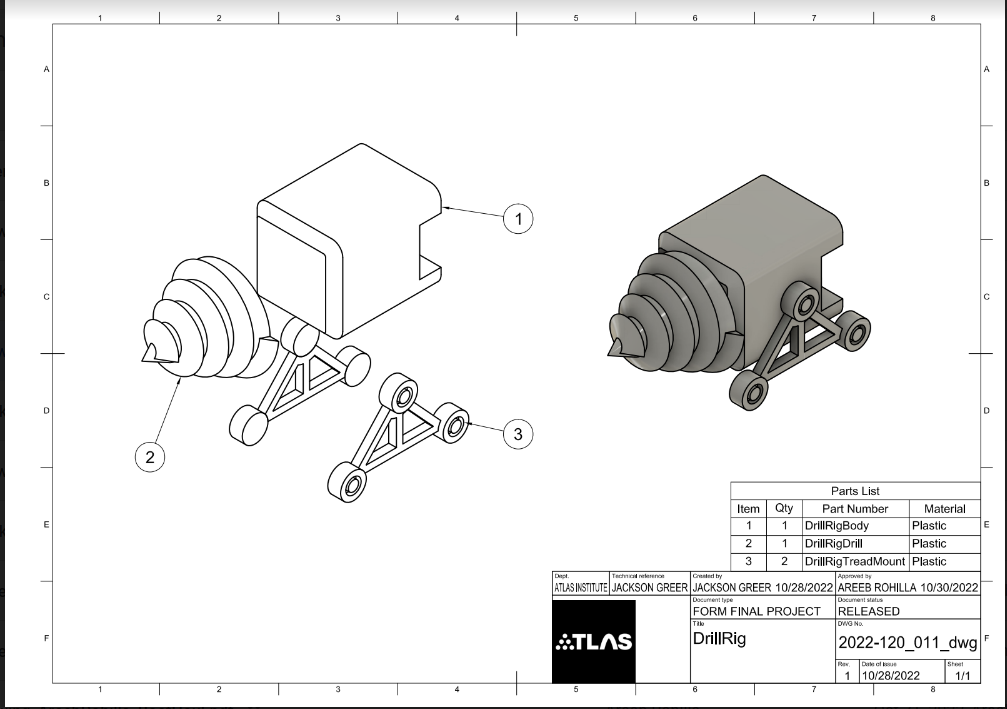 1 2 3 4 5 6 7 8
A A
B B
1
C C
D D
3
2
Parts List
Item Qty Part Number Material
E 1 1 DrillRigBody Plastic E
2 1 DrillRigDrill Plastic
3 2 DrillRigTreadMount Plastic
Dept. Technical reference Created by Approved by
ATLAS INSTITUTE JACKSON GREER JACKSON GREER 10/28/2022 AREEB ROHILLA 10/30/2022
Document type Document status
FORM FINAL PROJECT RELEASED
Title DWG No.
F ATLAS DrillRig 2022-120_011_dwg F
Rev. Date of issue Sheet
1 10/28/2022 1/1
1 2 3 4 5 6 7 8